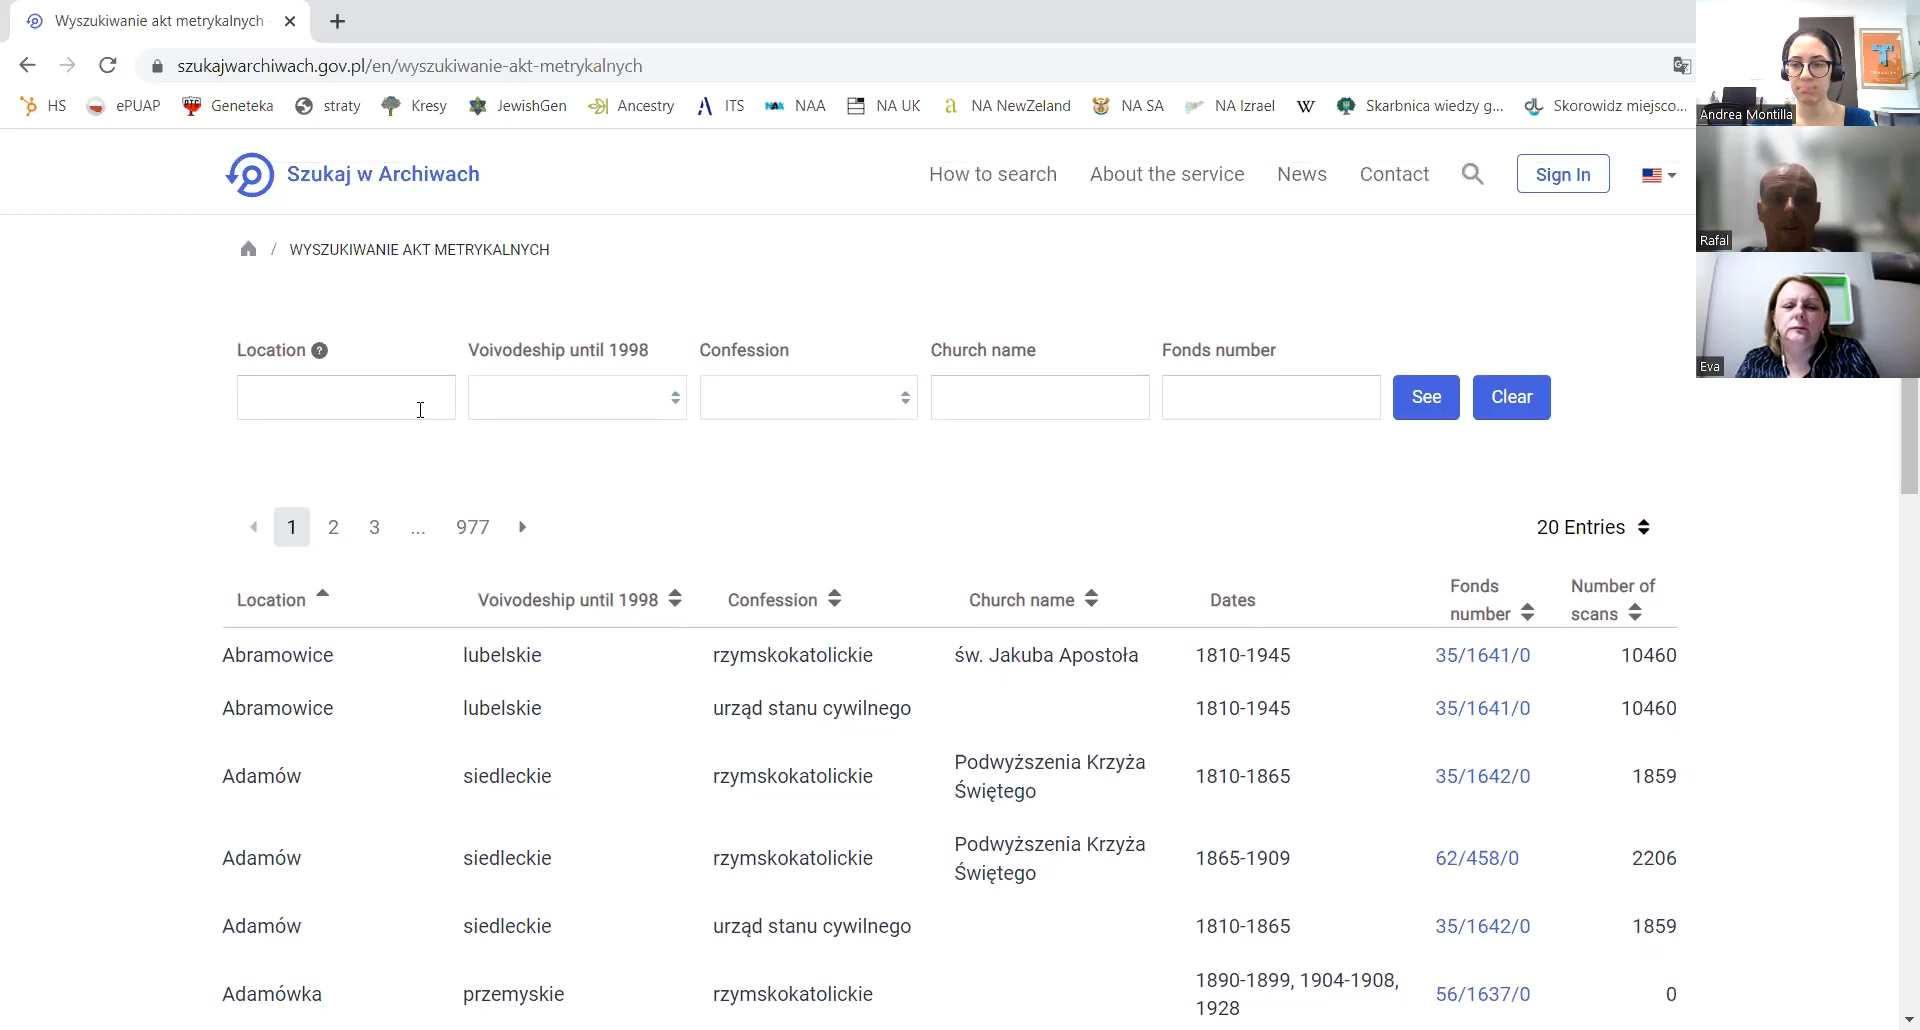 Wyszukiwanie akt metrykalnych
szukajwarchiwach.gov.pl/en/wyszukiwanie-akt-metrykalnych
HS ePUAP Geneteka straty Kresy JewishGen Ancestry ITS NAA NA UK NA NewZeland NA SA NA Izrael W Skarbnica wiedzy g... Skorowidz miejsco...
Szukaj w Archiwach How to search About the service News Contact Sign In
/ WYSZUKIWANIE AKT METRYKALNYCH
Location ? Voivodeship until 1998 Confession Church name Fonds number
See Clear
1 2 3 ... 977 20 Entries
Location Voivodeship until 1998 Confession Church name Dates Fonds number Number of scans
Abramowice lubelskie rzymskokatolickie św. Jakuba Apostoła 1810-1945 35/1641/0 10460
Abramowice lubelskie urząd stanu cywilnego 1810-1945 35/1641/0 10460
Adamów siedleckie rzymskokatolickie Podwyższenia Krzyża Świętego 1810-1865 35/1642/0 1859
Adamów siedleckie rzymskokatolickie Podwyższenia Krzyża Świętego 1865-1909 62/458/0 2206
Adamów siedleckie urząd stanu cywilnego 1810-1865 35/1642/0 1859
Adamówka przemyskie rzymskokatolickie 1890-1899, 1904-1908, 1928 56/1637/0 0
Andrea Montilla
Rafal
Eva